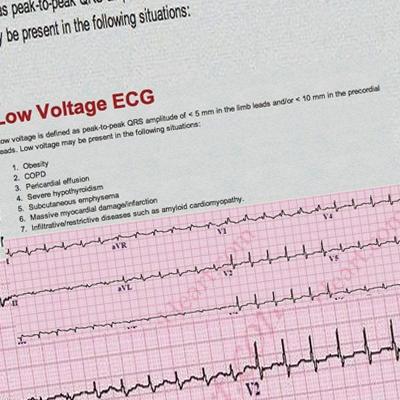 as peak-to-peak QRS
y be present in the following situations:
Low Voltage ECG
ow voltage is defined as peak-to-peak QRS amplitude of < 5 mm in the limb leads and/or < 10 mm in the precordial
eads. Low voltage may be present in the following situations:
1. Obesity
2. COPD
3. Pericardial effusion
4. Severe hypothyroidism
5. Subcutaneous emphysema
6. Massive myocardial damage/infarction
7. Infiltrative/restrictive diseases such as amyloid cardiomyopathy.
I aVR V1 V4
II aVL V2 V5
V2